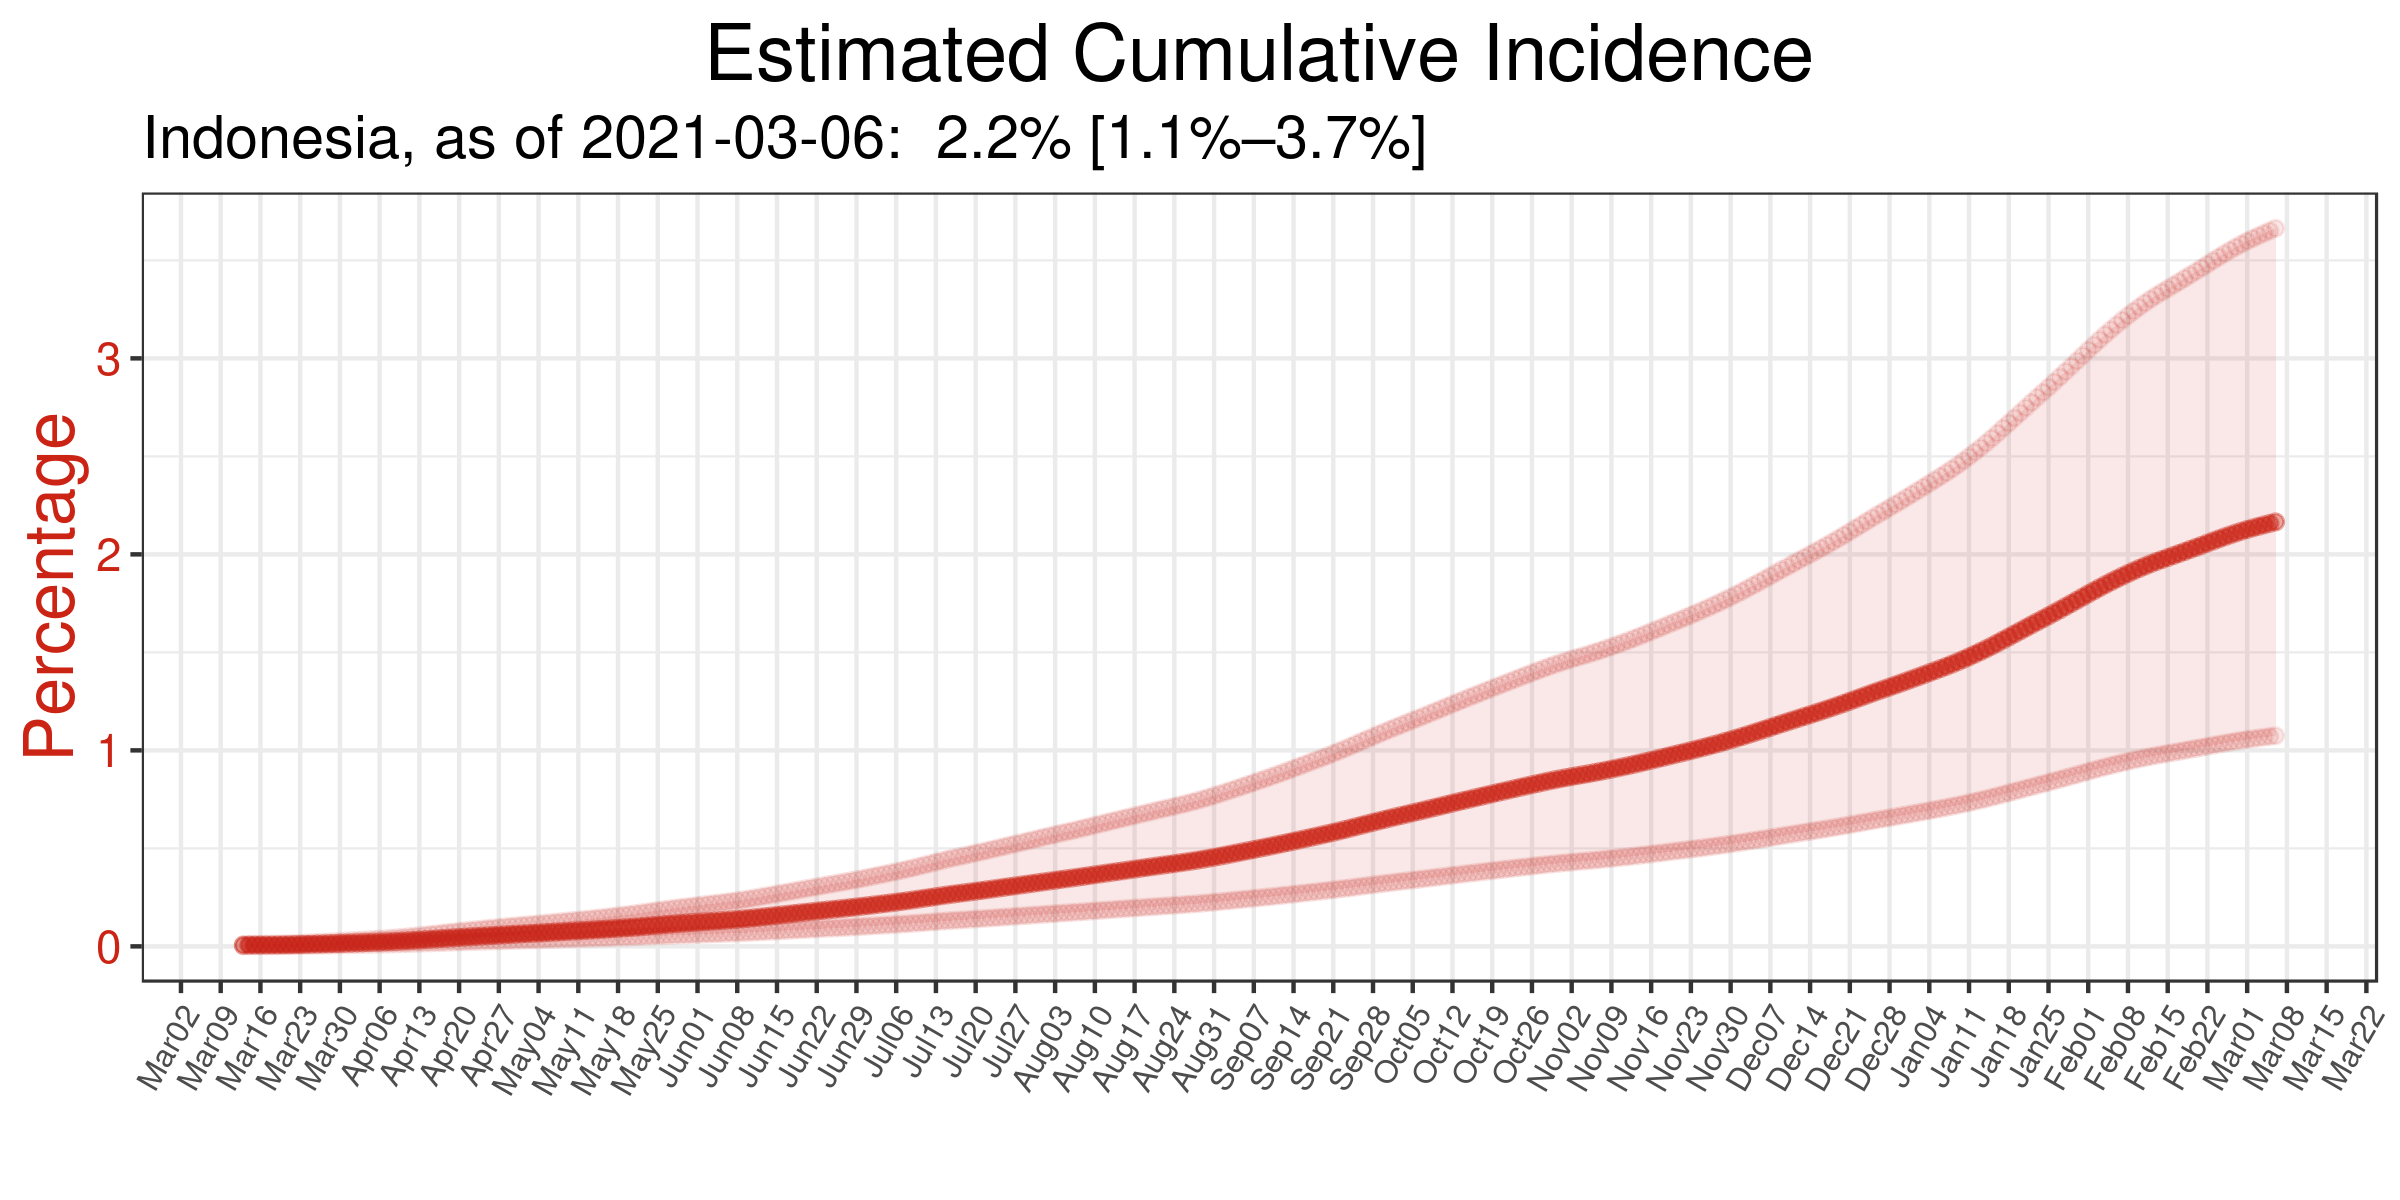 Estimated Cumulative Incidence
Indonesia, as of 2021-03-06:  2.2% [1.1%–3.7%]
Percentage
3
2
1
0
Mar02
Mar09
Mar16
Mar23
Mar30
Apr06
Apr13
Apr20
Apr27
May04
May11
May18
May25
Jun01
Jun08
Jun15
Jun22
Jun29
Jul06
Jul13
Jul20
Jul27
Aug03
Aug10
Aug17
Aug24
Aug31
Sep07
Sep14
Sep21
Sep28
Oct05
Oct12
Oct19
Oct26
Nov02
Nov09
Nov16
Nov23
Nov30
Dec07
Dec14
Dec21
Dec28
Jan04
Jan11
Jan18
Jan25
Feb01
Feb08
Feb15
Feb22
Mar01
Mar08
Mar15
Mar22